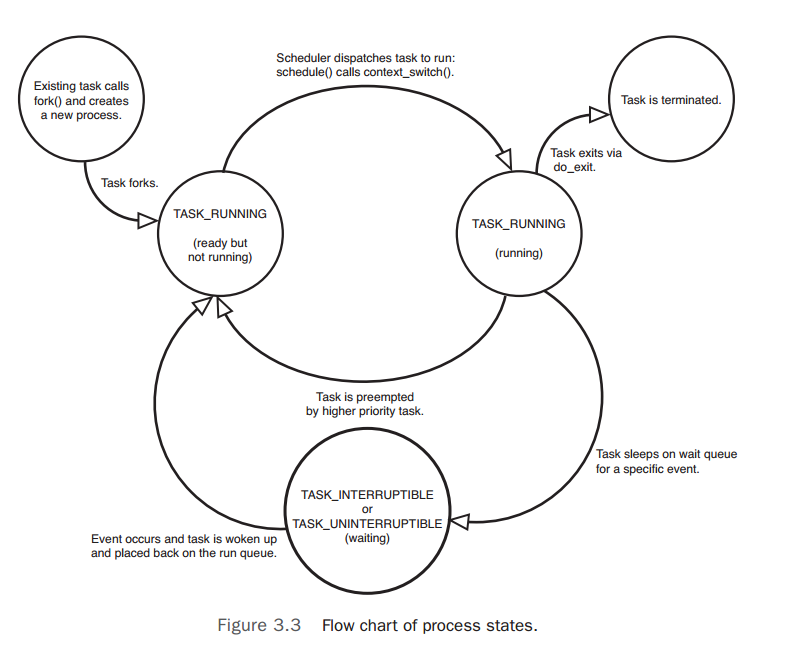 Scheduler dispatches task to run:
schedule() calls context_switch().
Existing task calls
fork() and creates
a new process.
Task is terminated.
Task exits via
do_exit.
Task forks.
TASK_RUNNING
(ready but
not running)
TASK_RUNNING
(running)
Task is preempted
by higher priority task.
Task sleeps on wait queue
for a specific event.
TASK_INTERRUPTIBLE
or
TASK_UNINTERRUPTIBLE
(waiting)
Event occurs and task is woken up
and placed back on the run queue.
Figure 3.3 Flow chart of process states.